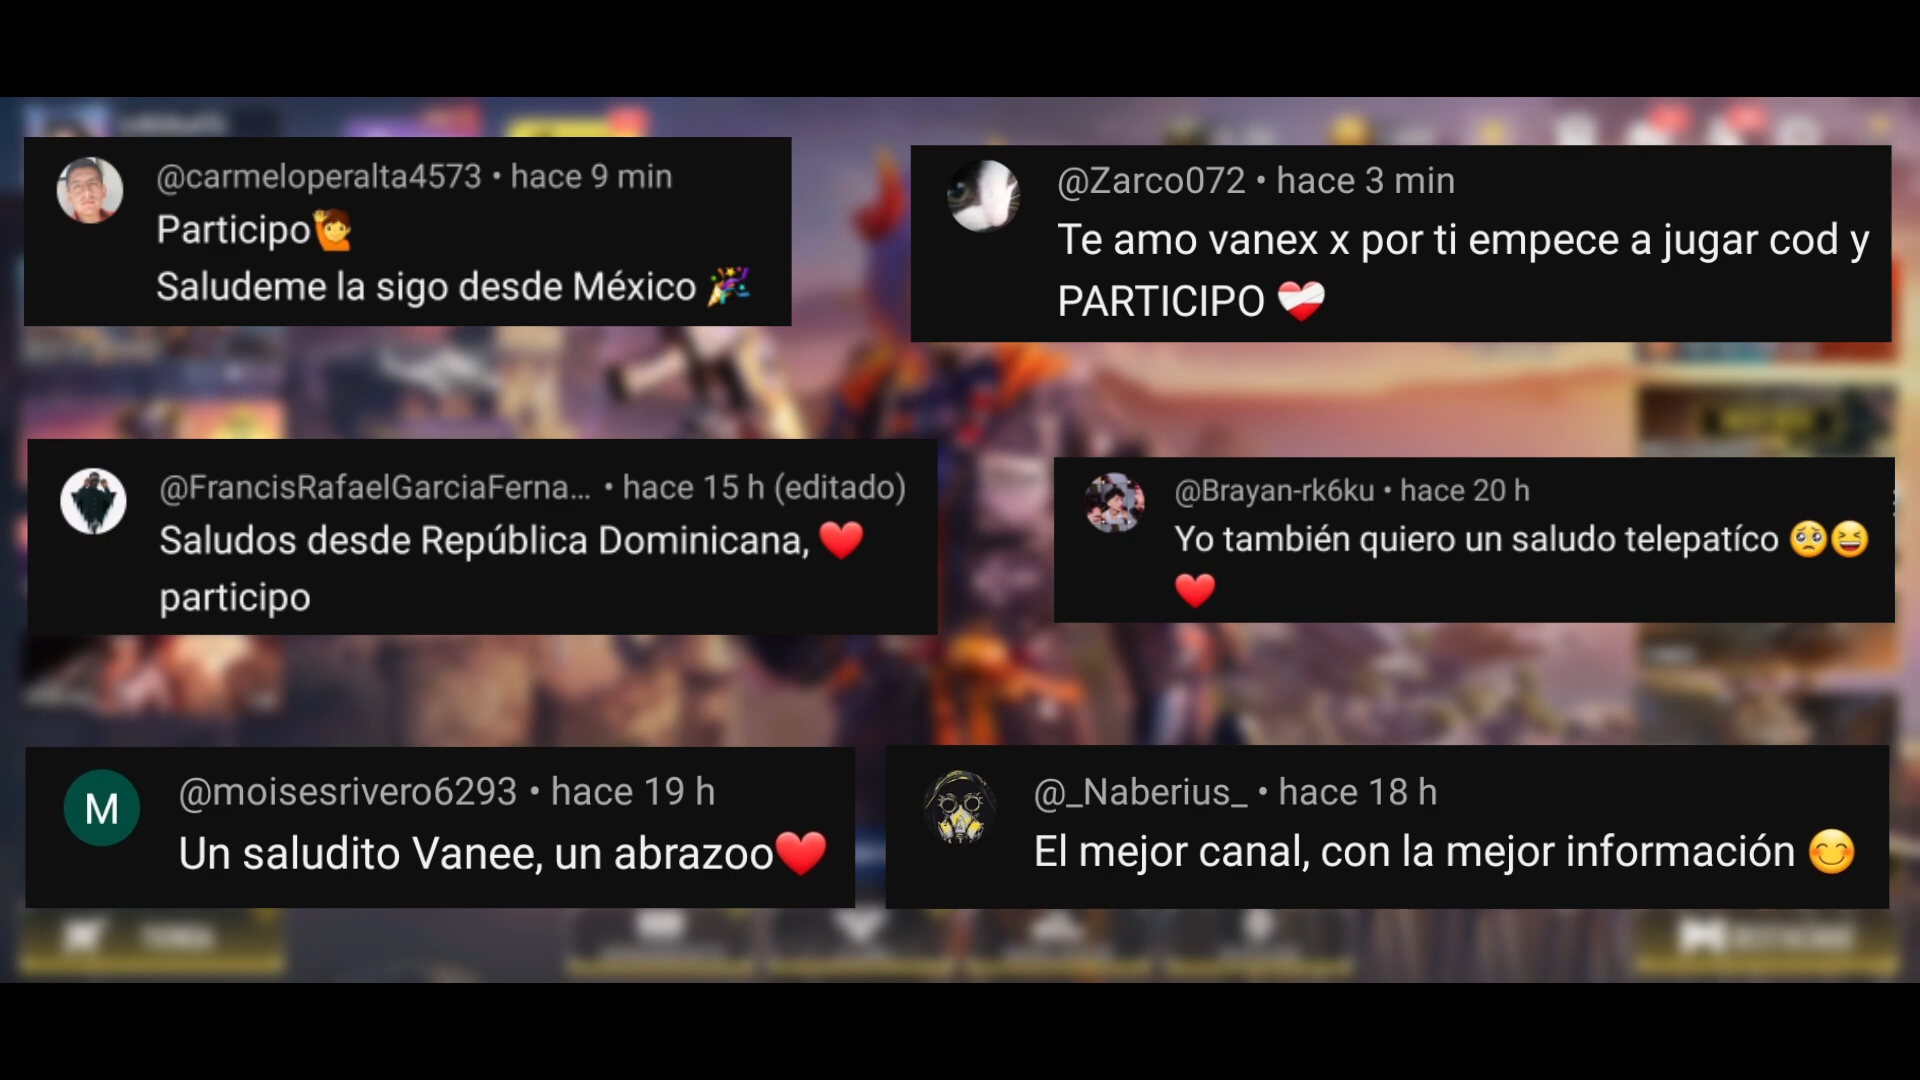 @carmeloperalta4573 • hace 9 min
Participo🙋
Saludeme la sigo desde México 🎉
@Zarco072 • hace 3 min
Te amo vanex x por ti empece a jugar cod y
PARTICIPO ❤️‍🩹
@FrancisRafaelGarciaFerna... • hace 15 h (editado)
Saludos desde República Dominicana, ❤️
participo
@Brayan-rk6ku • hace 20 h
Yo también quiero un saludo telepatíco 🥺😆
❤️
M
@moisesrivero6293 • hace 19 h
Un saludito Vanee, un abrazoo❤️
@_Naberius_ • hace 18 h
El mejor canal, con la mejor información 😊
TIENDA